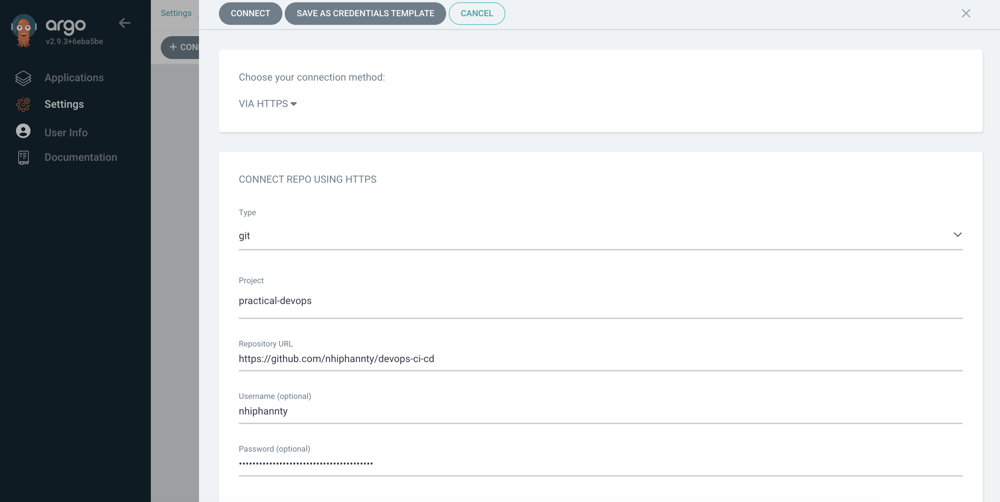 argo
v2.9.3+6eba5be
Applications
Settings
User Info
Documentation
Settings /
+ CON
CONNECT SAVE AS CREDENTIALS TEMPLATE CANCEL
Choose your connection method:
VIA HTTPS
CONNECT REPO USING HTTPS
Type
git
Project
practical-devops
Repository URL
https://github.com/nhiphannty/devops-ci-cd
Username (optional)
nhiphannty
Password (optional)
••••••••••••••••••••••••••••••••••••••••